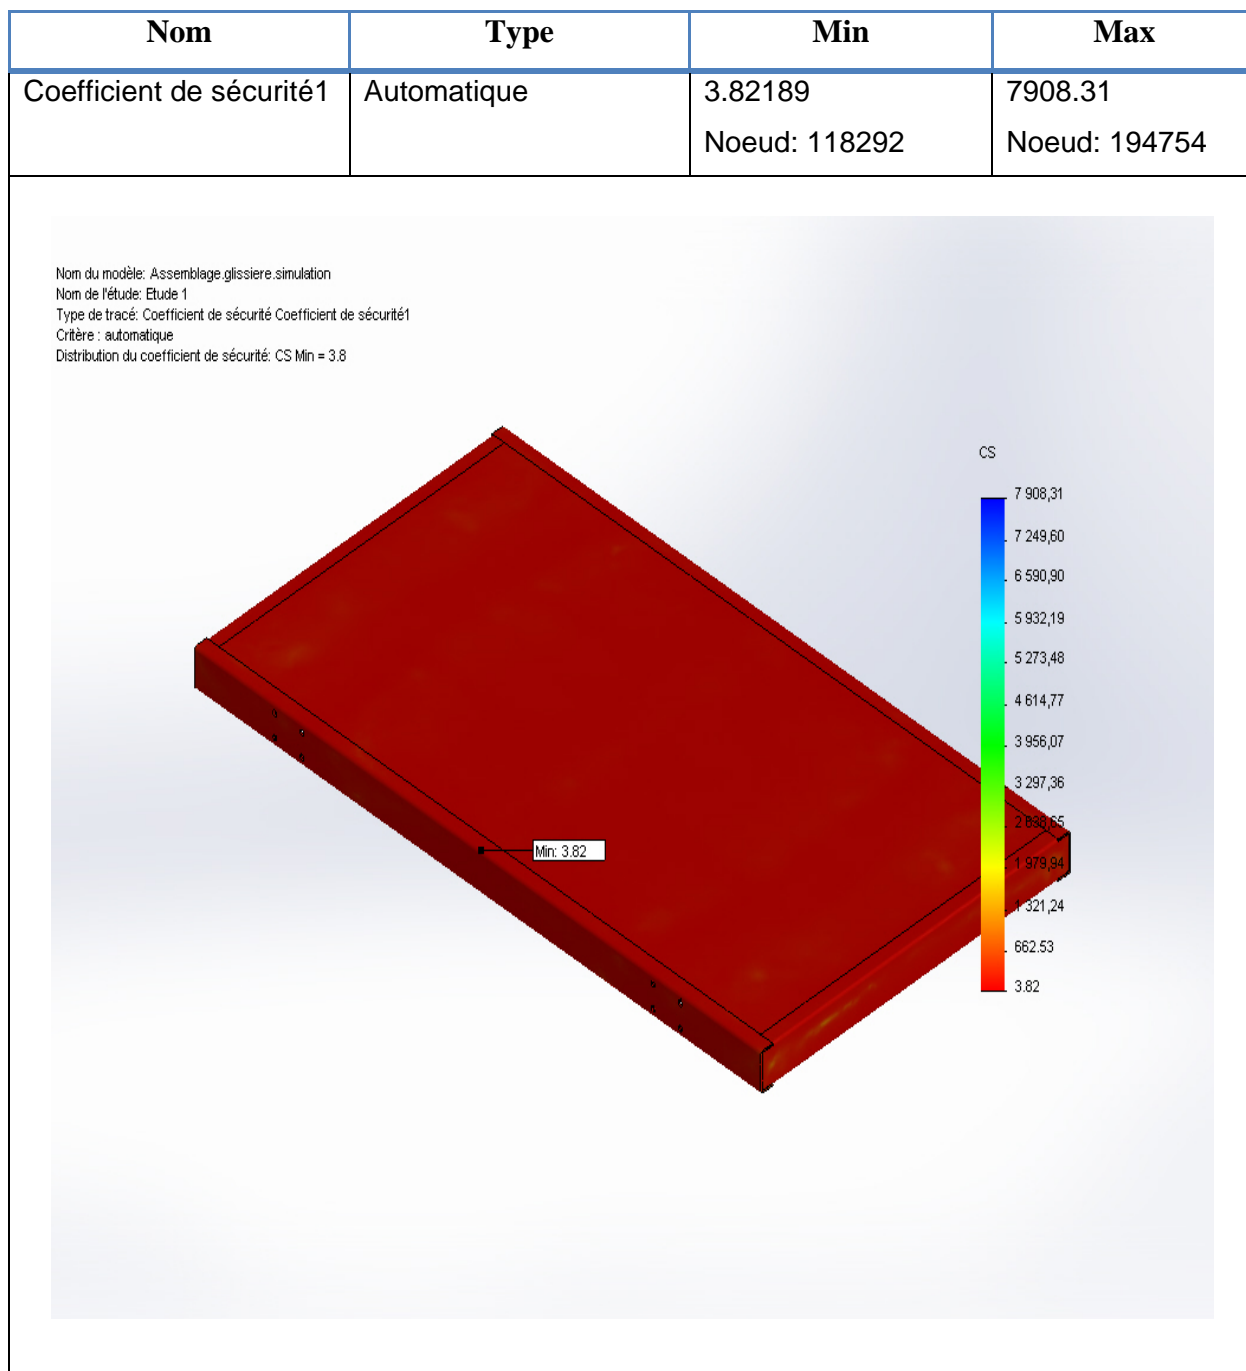 Nom Type Min Max
Coefficient de sécurité1 Automatique 3.82189 7908.31
Noeud: 118292 Noeud: 194754
Nom du modèle: Assemblage.glissiere.simulation
Nom de l'étude: Etude 1
Type de tracé: Coefficient de sécurité Coefficient de sécurité1
Critère : automatique
Distribution du coefficient de sécurité: CS Min = 3.8
CS
7 908,31
7 249,60
6 590,90
5 932,19
5 273,48
4 614,77
3 956,07
3 297,36
2 638,65
1 979,94
1 321,24
662.53
3.82
Min: 3.82